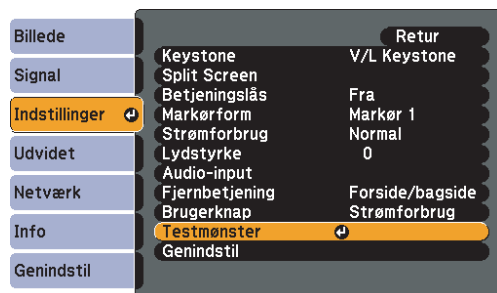 Billede
Signal
Indstillinger
Udvidet
Netværk
Info
Genindstil
Retur
Keystone V/L Keystone
Split Screen
Betjeningslås Fra
Markørform Markør 1
Strømforbrug Normal
Lydstyrke 0
Audio-input
Fjernbetjening Forside/bagside
Brugerknap Strømforbrug
Testmønster
Genindstil